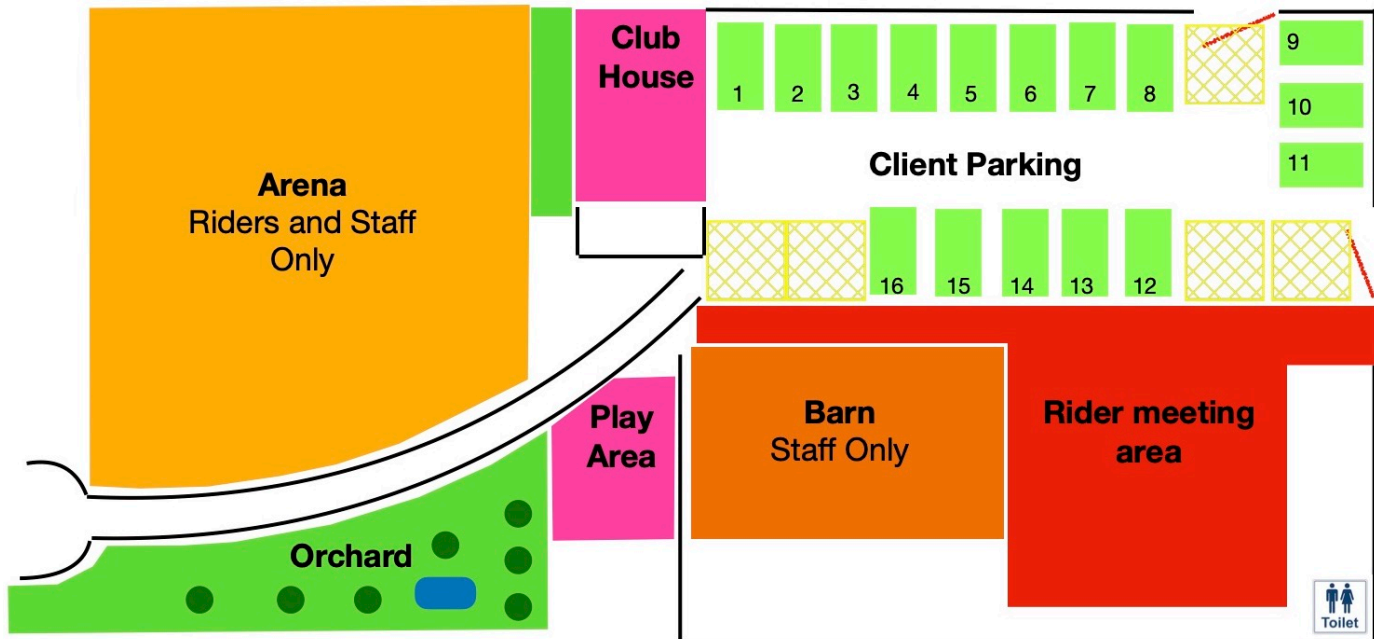 Club
House
1
2
3
4
5
6
7
8
9
10
11
Client Parking
Arena
Riders and Staff
Only
16
15
14
13
12
Play
Area
Barn
Staff Only
Rider meeting
area
Orchard
Toilet